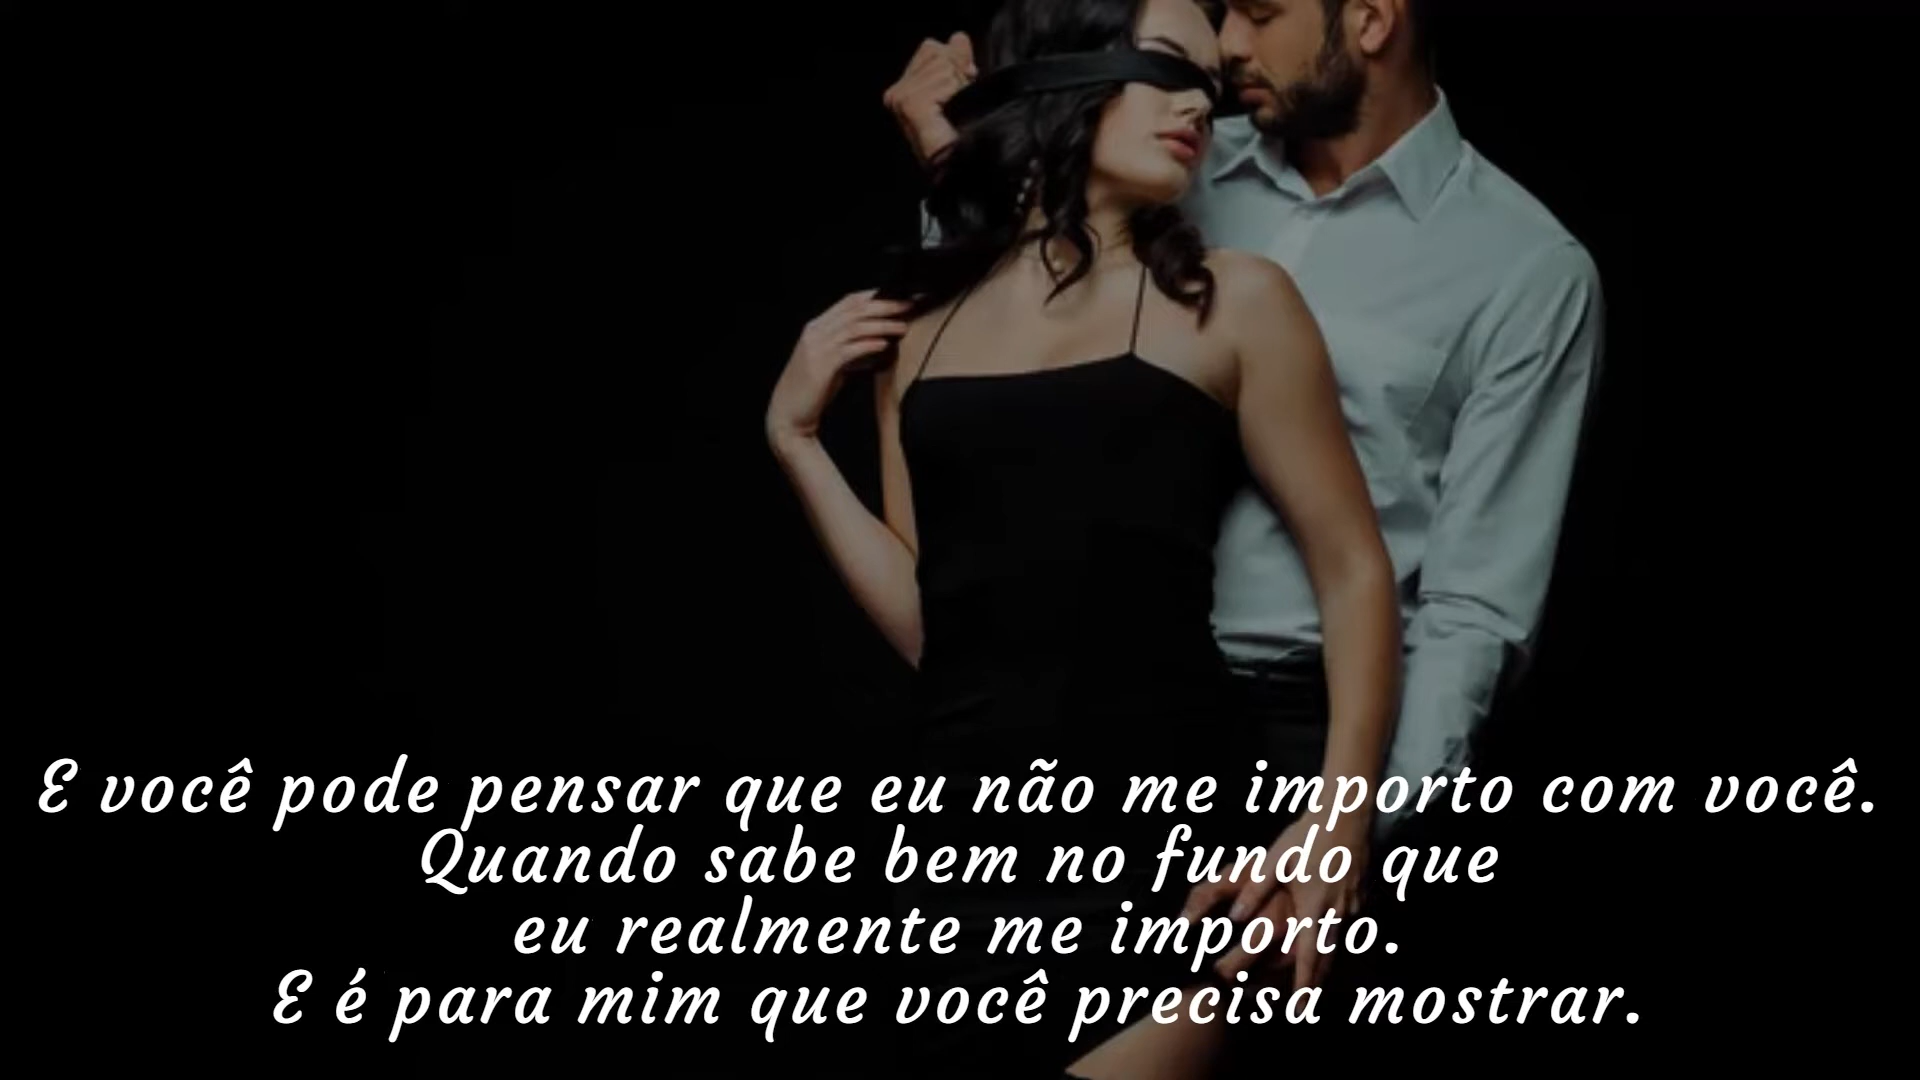 E você pode pensar que eu não me importo com você.
Quando sabe bem no fundo que
eu realmente me importo.
E é para mim que você precisa mostrar.